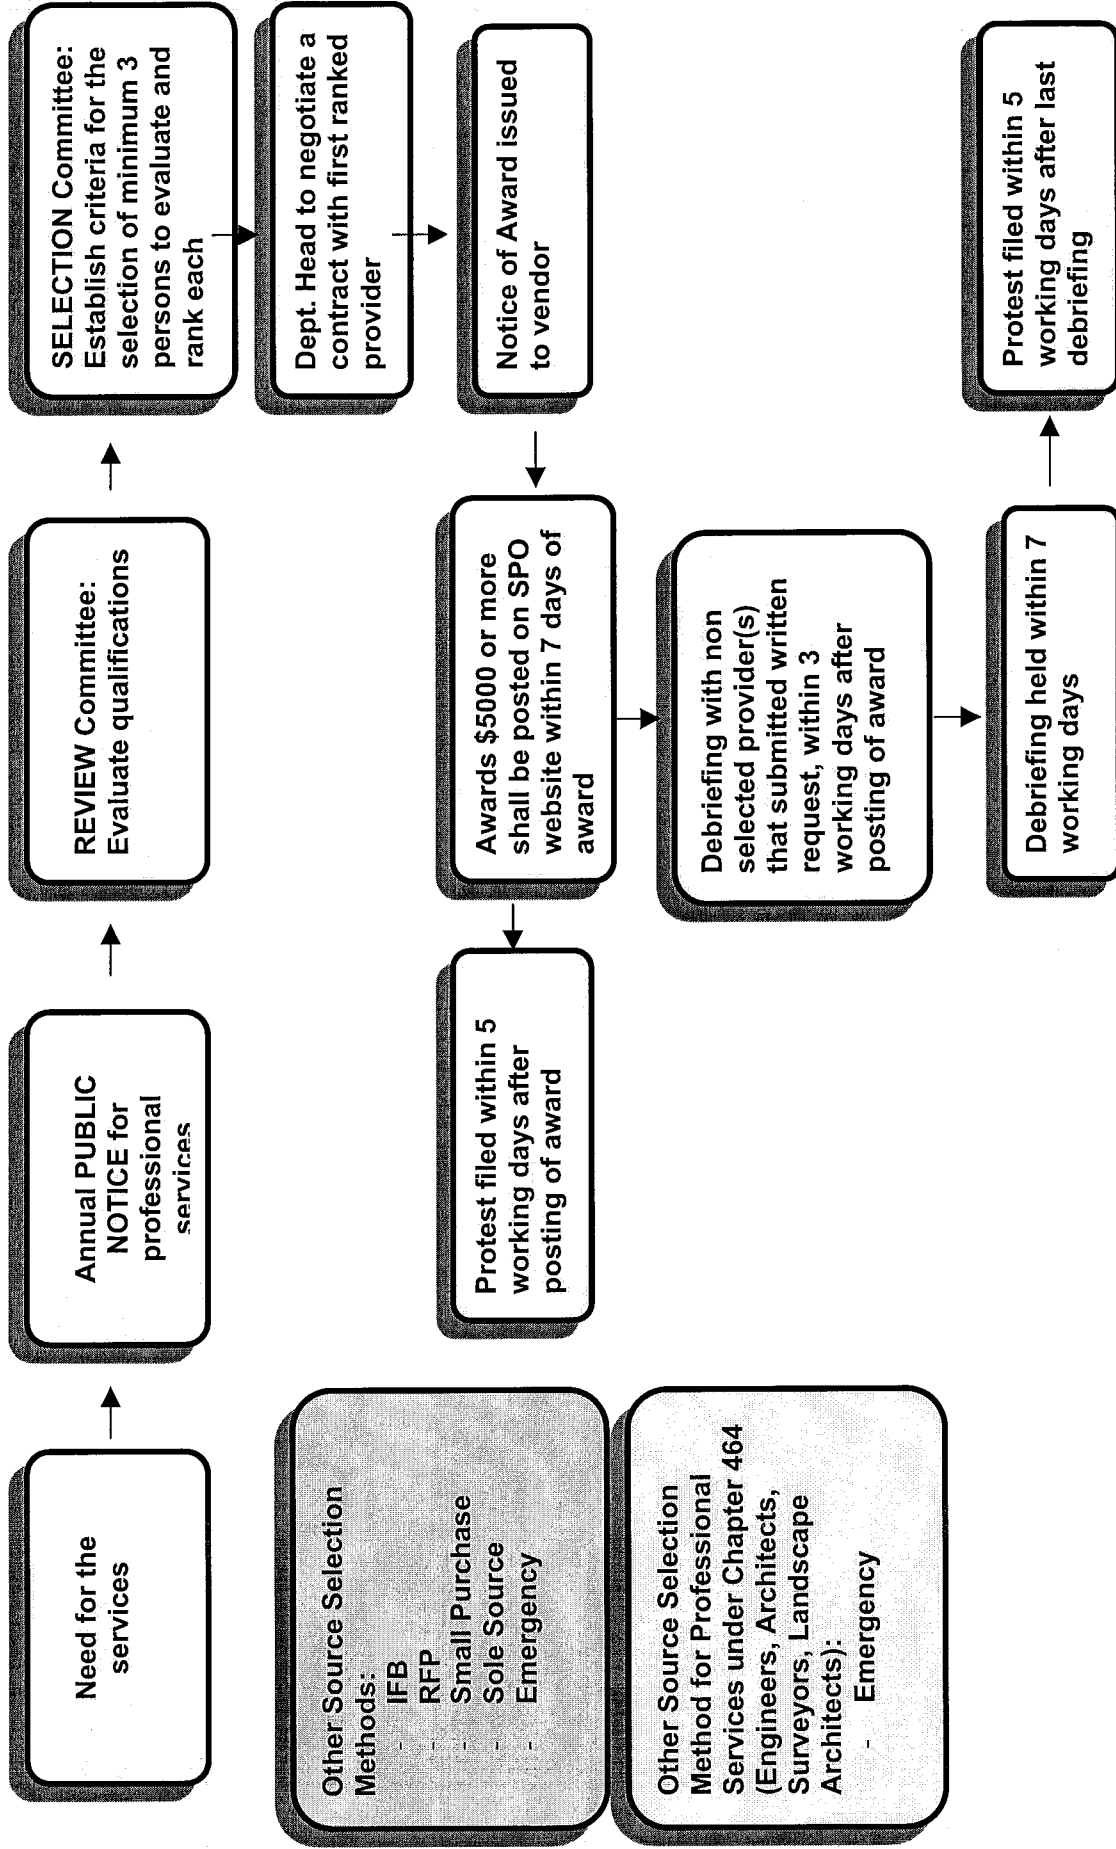 Need for the
services
Annual PUBLIC
NOTICE for
professional
services
REVIEW Committee:
Evaluate qualifications
SELECTION Committee:
Establish criteria for the
selection of minimum 3
persons to evaluate and
rank each
Dept. Head to negotiate a
contract with first ranked
provider
Notice of Award issued
to vendor
Awards $5000 or more
shall be posted on SPO
website within 7 days of
award
Protest filed within 5
working days after
posting of award
Debriefing with non
selected provider(s)
that submitted written
request, within 3
working days after
posting of award
Debriefing held within 7
working days
Protest filed within 5
working days after last
debriefing
Other Source Selection
Methods:
- IFB
- RFP
- Small Purchase
- Sole Source
- Emergency
Other Source Selection
Method for Professional
Services under Chapter 464
(Engineers, Architects,
Surveyors, Landscape
Architects):
- Emergency